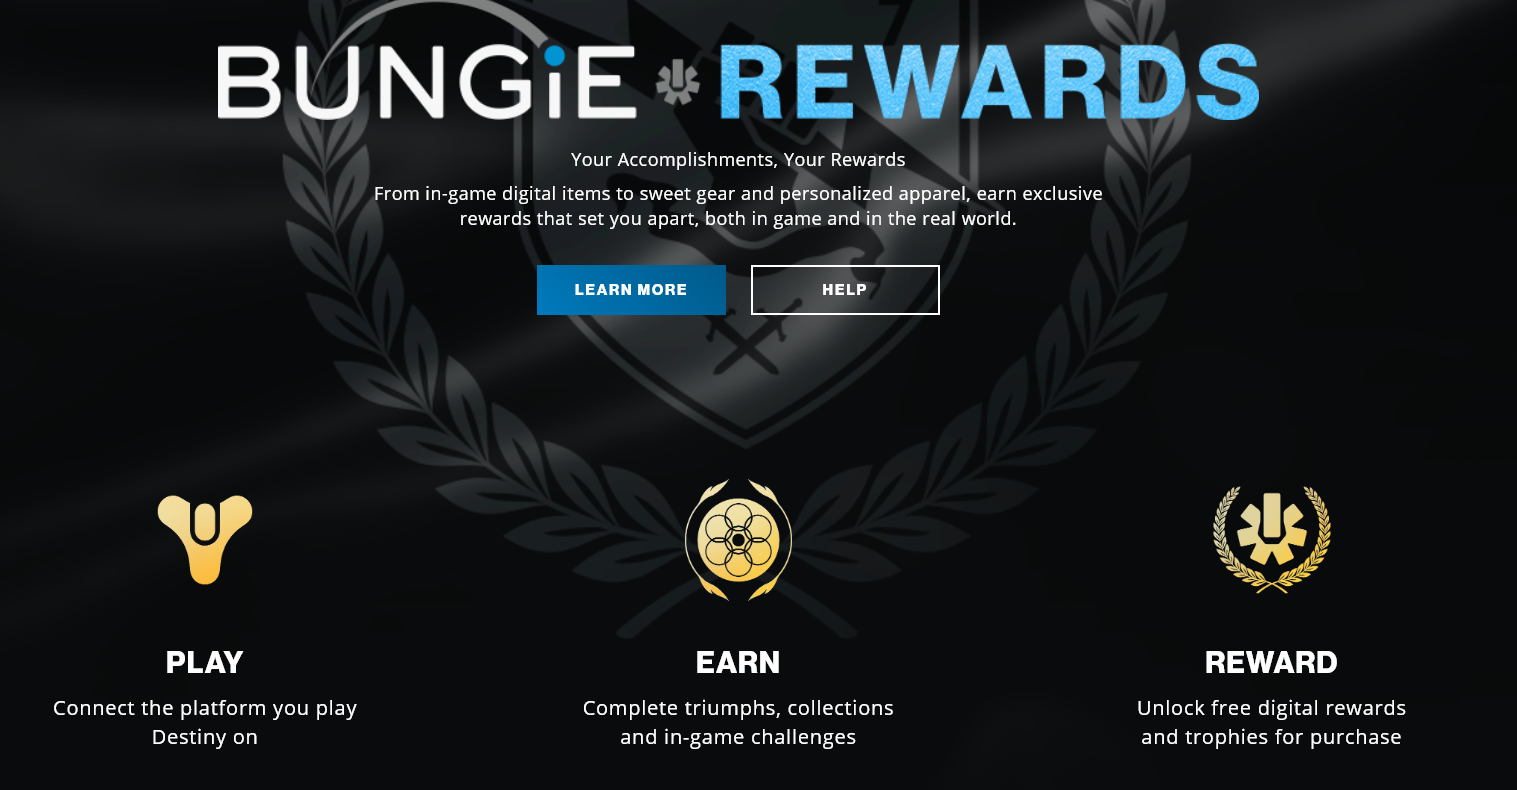 BUNGiE REWARDS
Your Accomplishments, Your Rewards
From in-game digital items to sweet gear and personalized apparel, earn exclusive
rewards that set you apart, both in game and in the real world.
LEARN MORE
HELP
PLAY
Connect the platform you play
Destiny on
EARN
Complete triumphs, collections
and in-game challenges
REWARD
Unlock free digital rewards
and trophies for purchase